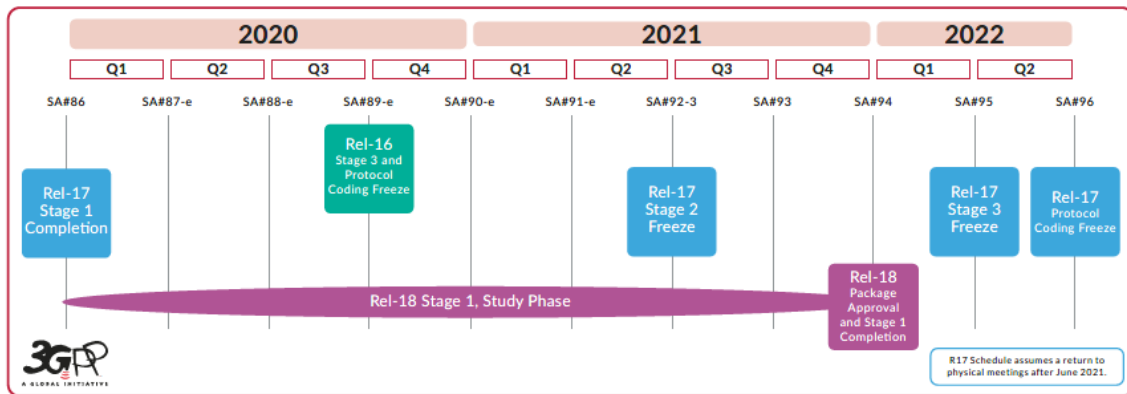 2020 2021 2022
Q1 Q2 Q3 Q4 Q1 Q2 Q3 Q4 Q1 Q2
SA#86 SA#87-e SA#88-e SA#89-e SA#90-e SA#91-e SA#92-3 SA#93 SA#94 SA#95 SA#96
Rel-17
Stage 1
Completion
Rel-16
Stage 3 and
Protocol
Coding Freeze
Rel-17
Stage 2
Freeze
Rel-17
Stage 3
Freeze
Rel-17
Protocol
Coding Freeze
Rel-18 Stage 1, Study Phase
Rel-18
Package
Approval
and Stage 1
Completion
3GPP
A GLOBAL INITIATIVE
R17 Schedule assumes a return to
physical meetings after June 2021.